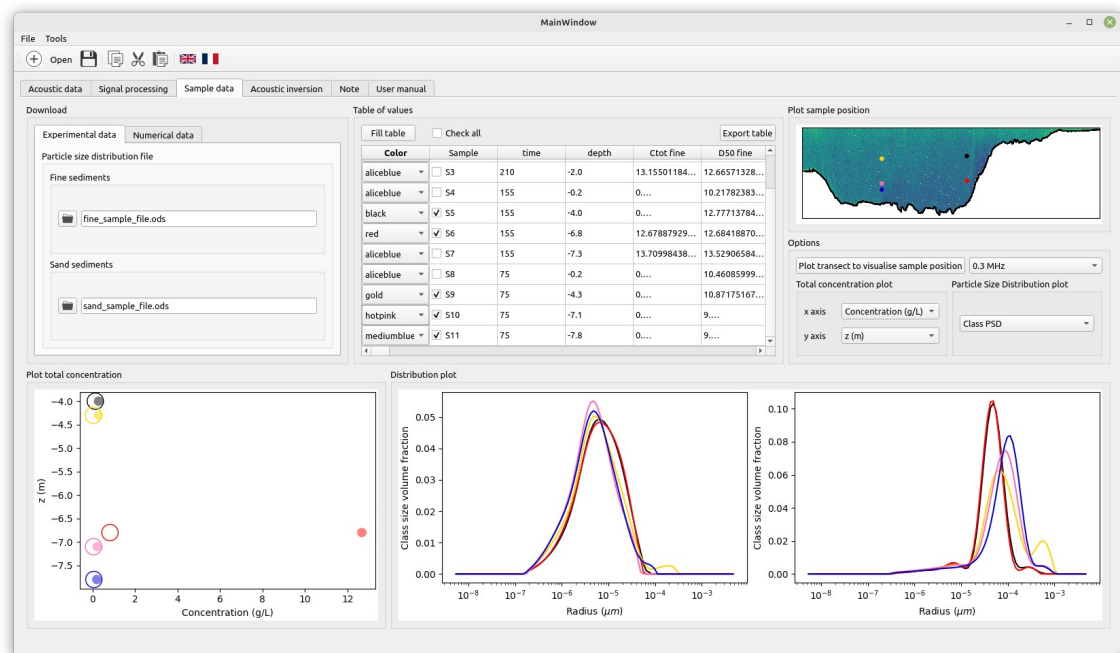 MainWindow
File Tools
Open
Acoustic data Signal processing Sample data Acoustic inversion Note User manual
Download
Experimental data Numerical data
Particle size distribution file
Fine sediments
fine_sample_file.ods
Sand sediments
sand_sample_file.ods
Table of values
Fill table Check all Export table
Color Sample time depth Ctot fine D50 fine
aliceblue S3 210 -2.0 13.15501184... 12.66571328...
aliceblue S4 155 -0.2 0.... 10.21782383...
black S5 155 -4.0 0.... 12.77713784...
red S6 155 -6.8 12.67887929... 12.68418870...
aliceblue S7 155 -7.3 13.70998438... 13.52906584...
aliceblue S8 75 -0.2 0.... 10.46085999...
gold S9 75 -4.3 0.... 10.87175167...
hotpink S10 75 -7.1 0.... 9....
mediumblue S11 75 -7.8 0.... 9....
Plot sample position
Options
Plot transect to visualise sample position 0.3 MHz
Total concentration plot
x axis Concentration (g/L)
y axis z (m)
Particle Size Distribution plot
Class PSD
Plot total concentration
z (m)
−4.0
−4.5
−5.0
−5.5
−6.0
−6.5
−7.0
−7.5
0 2 4 6 8 10 12
Concentration (g/L)
Distribution plot
Class size volume fraction
0.05
0.04
0.03
0.02
0.01
0.00
10⁻⁸ 10⁻⁷ 10⁻⁶ 10⁻⁵ 10⁻⁴ 10⁻³
Radius (μm)
Class size volume fraction
0.10
0.08
0.06
0.04
0.02
0.00
10⁻⁸ 10⁻⁷ 10⁻⁶ 10⁻⁵ 10⁻⁴ 10⁻³
Radius (μm)